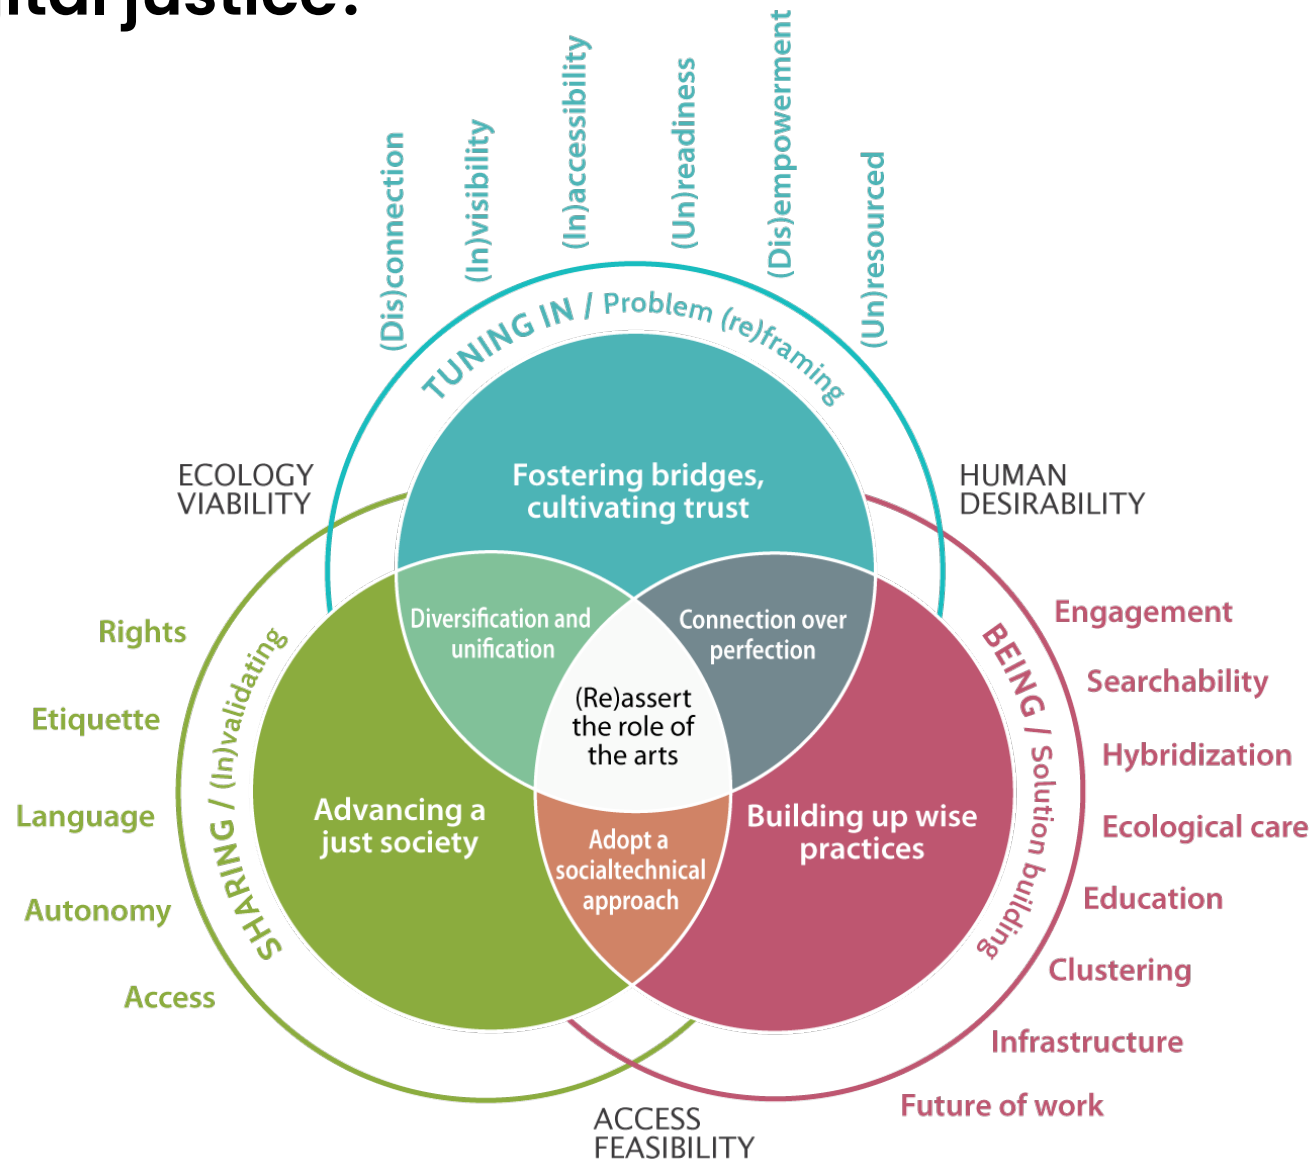 justice?
(Dis)connection
(In)visibility
(In)accessibility
(Un)readiness
(Dis)empowerment
(Un)resourced
TUNING IN / Problem (re)framing
ECOLOGY
VIABILITY
HUMAN
DESIRABILITY
Fostering bridges,
cultivating trust
Diversification and
unification
Connection over
perfection
(Re)assert
the role of
the arts
Advancing a
just society
Building up wise
practices
Adopt a
socialtechnical
approach
SHARING / (In)validating
Rights
Etiquette
Language
Autonomy
Access
BEING / Solution building
Engagement
Searchability
Hybridization
Ecological care
Education
Clustering
Infrastructure
Future of work
ACCESS
FEASIBILITY